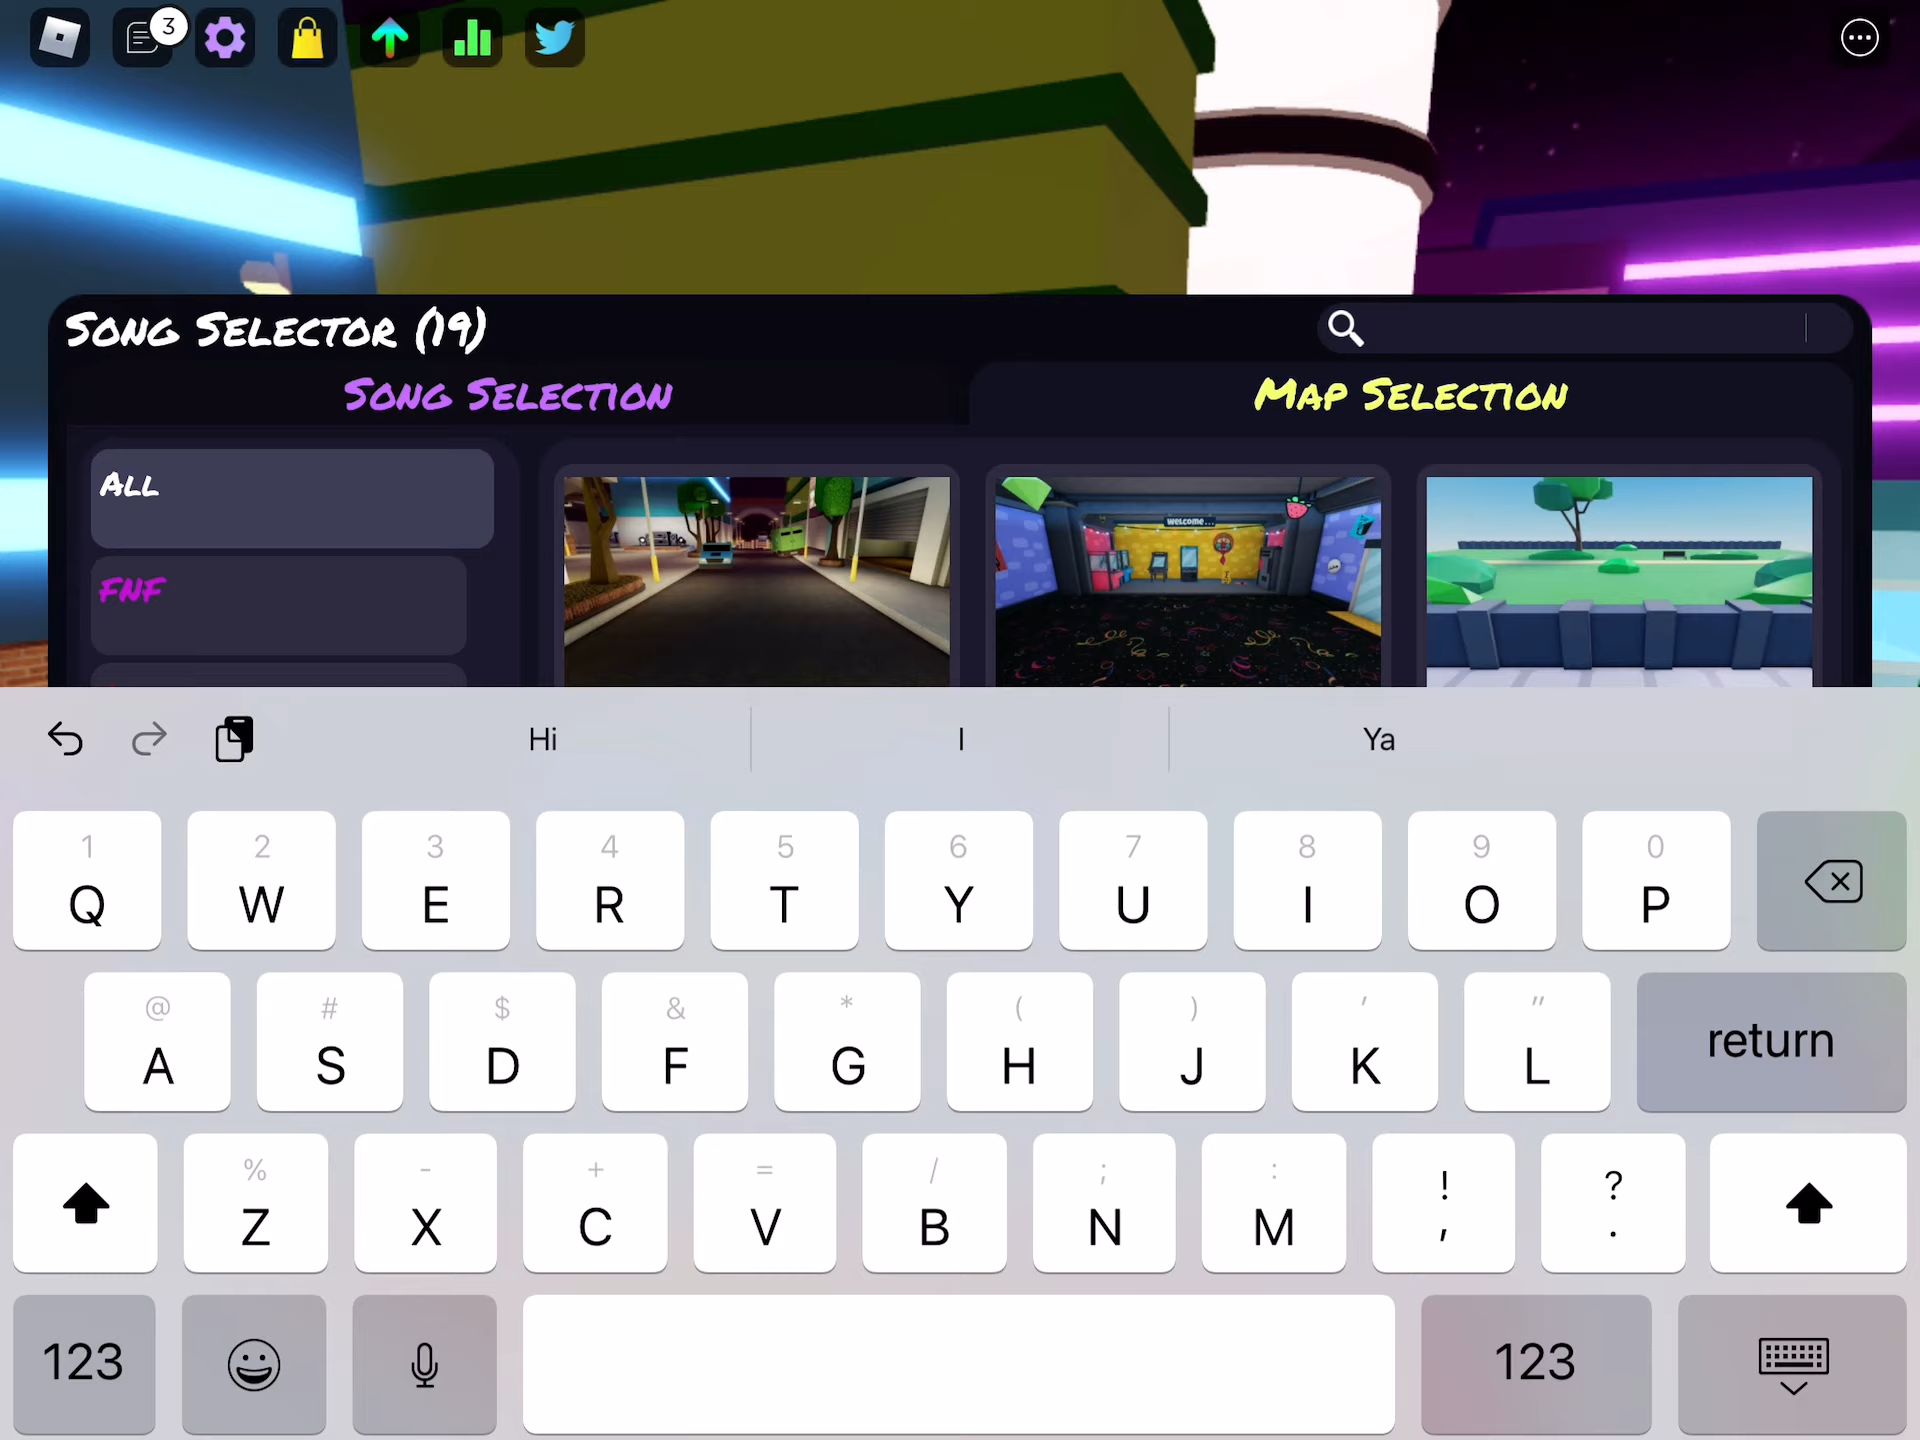 3
Song Selector (19)
Song Selection
Map Selection
All
FNF
Welcome...
Hi
I
Ya
1 2 3 4 5 6 7 8 9 0
Q W E R T Y U I O P
@ # $ & * ( ) ' "
A S D F G H J K L return
% - + = / ; : ! ?
Z X C V B N M , .
123
123